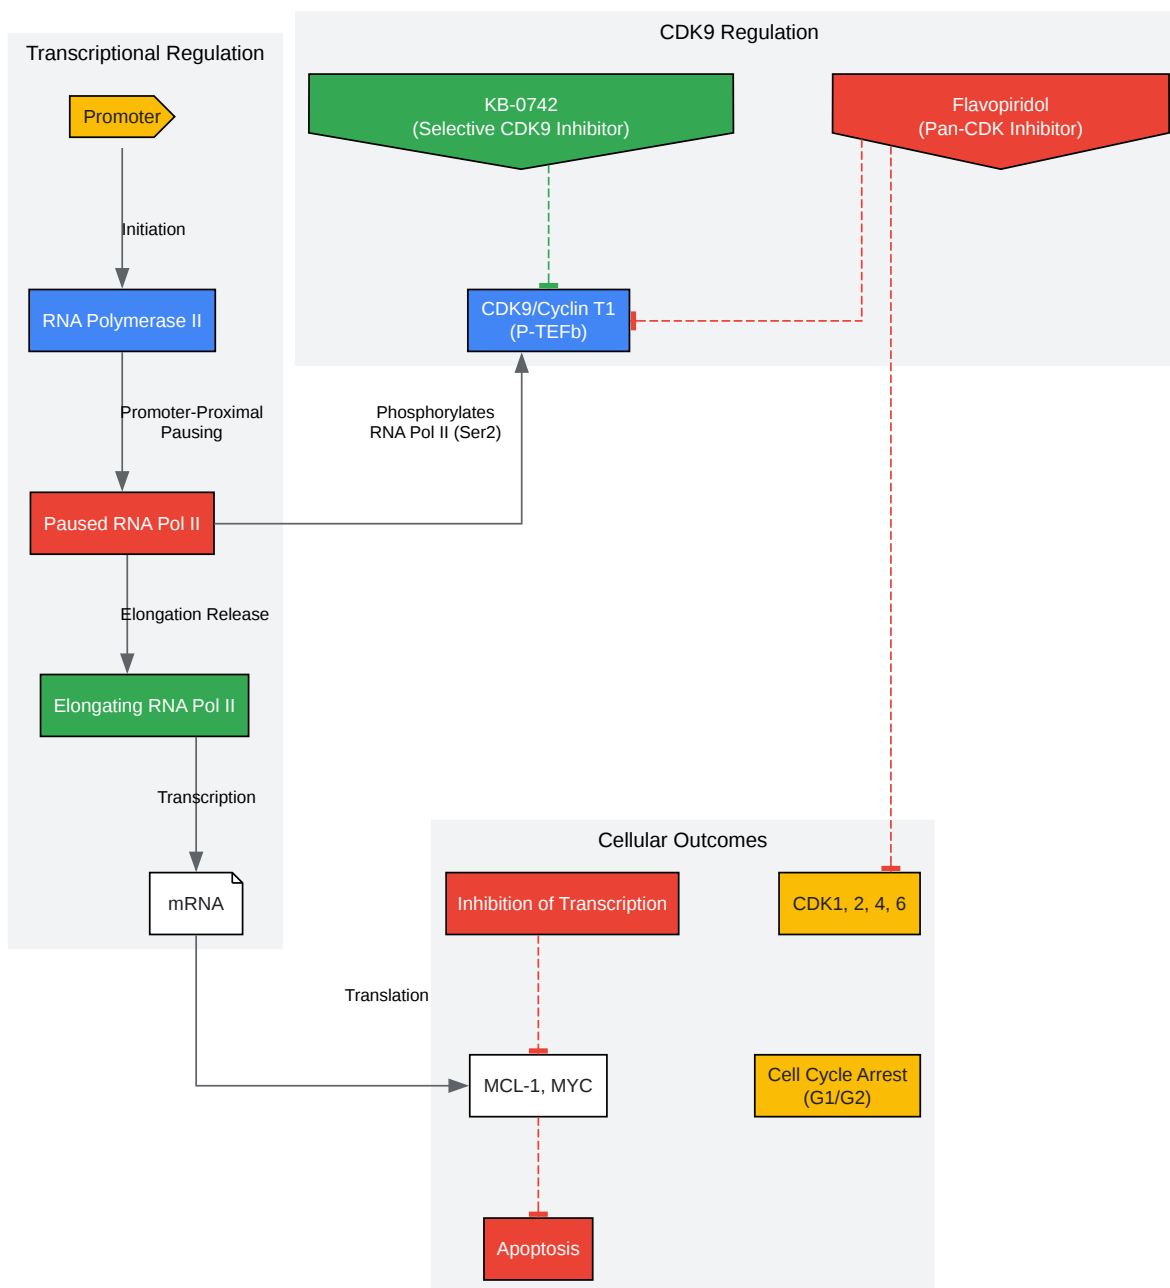 CDK9 Regulation
Transcriptional Regulation
KB-0742
(Selective CDK9 Inhibitor)
Flavopiridol
(Pan-CDK Inhibitor)
Promoter
Initiation
RNA Polymerase II
CDK9/Cyclin T1
(P-TEFb)
Promoter-Proximal
Pausing
Phosphorylates
RNA Pol II (Ser2)
Paused RNA Pol II
Elongation Release
Elongating RNA Pol II
Transcription
Cellular Outcomes
mRNA
Inhibition of Transcription
CDK1, 2, 4, 6
Translation
MCL-1, MYC
Cell Cycle Arrest
(G1/G2)
Apoptosis